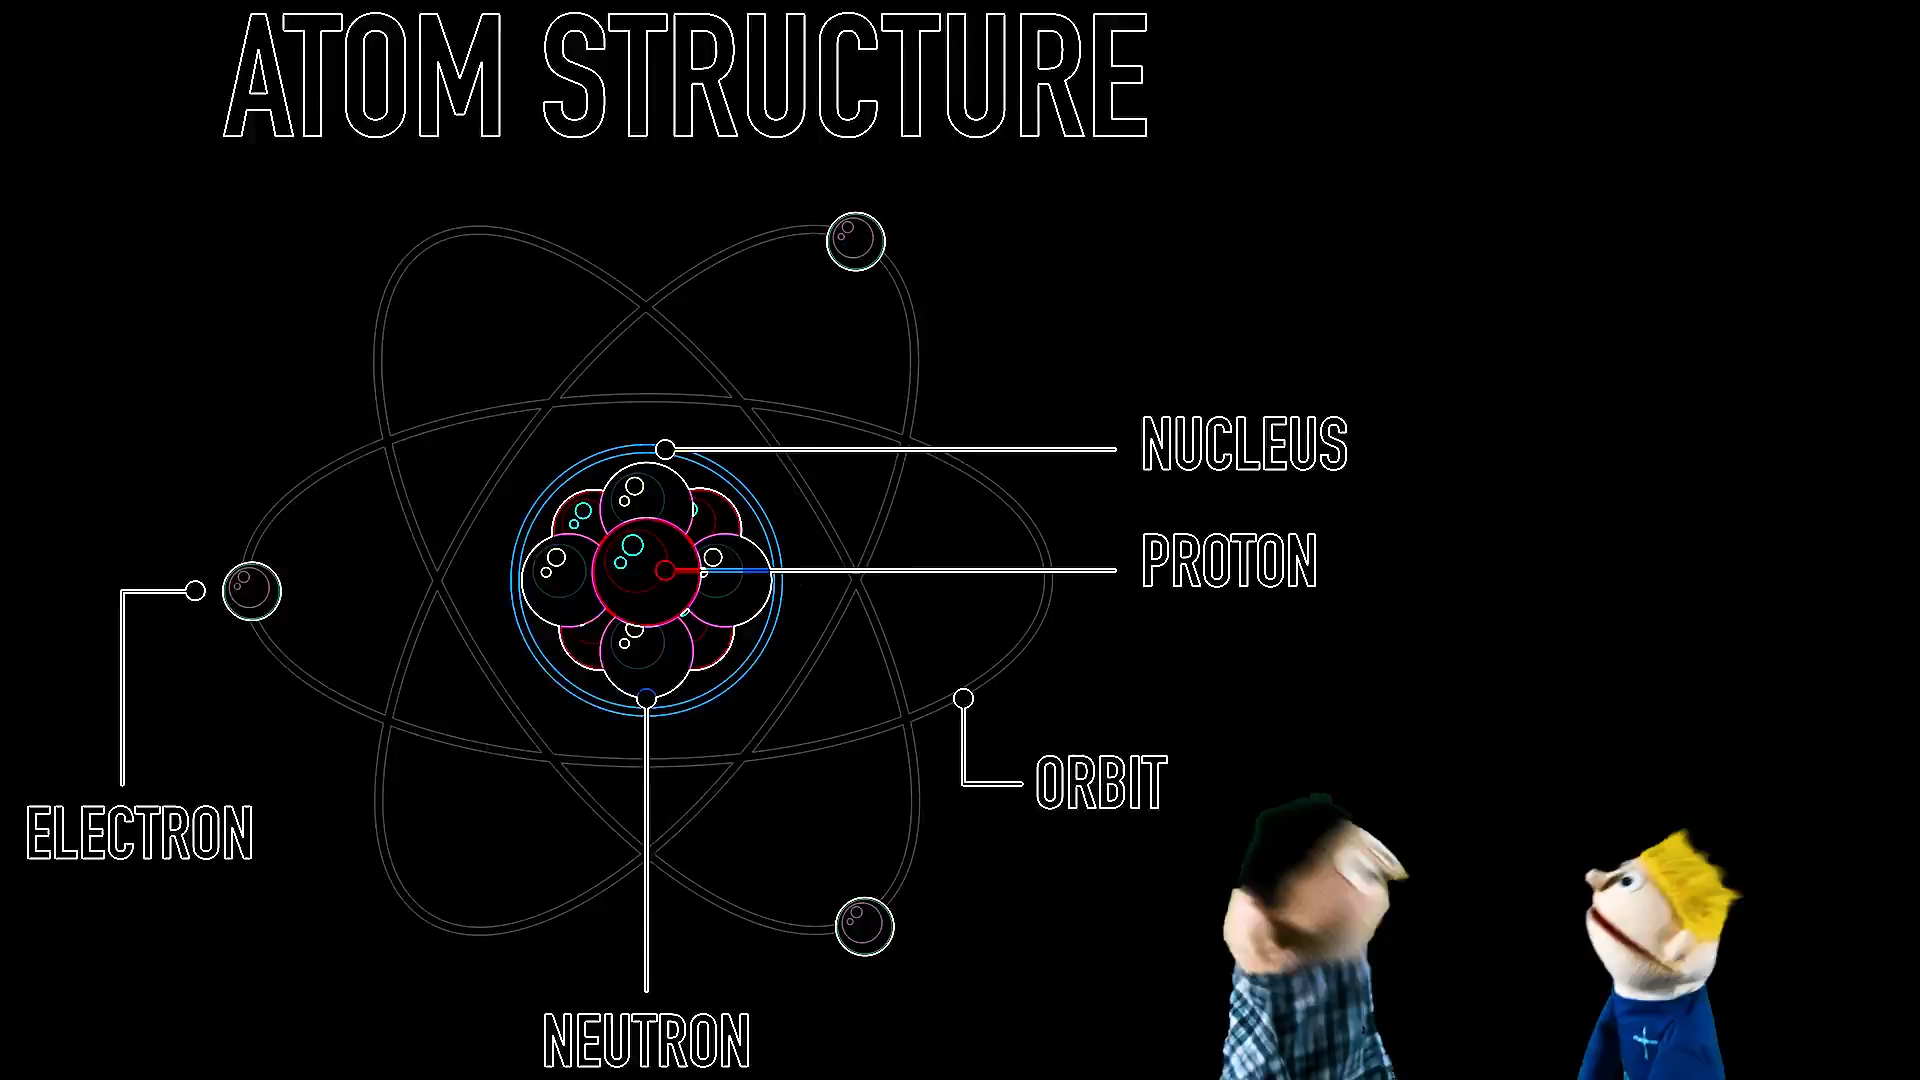 ATOM STRUCTURE
NUCLEUS
PROTON
ORBIT
ELECTRON
NEUTRON